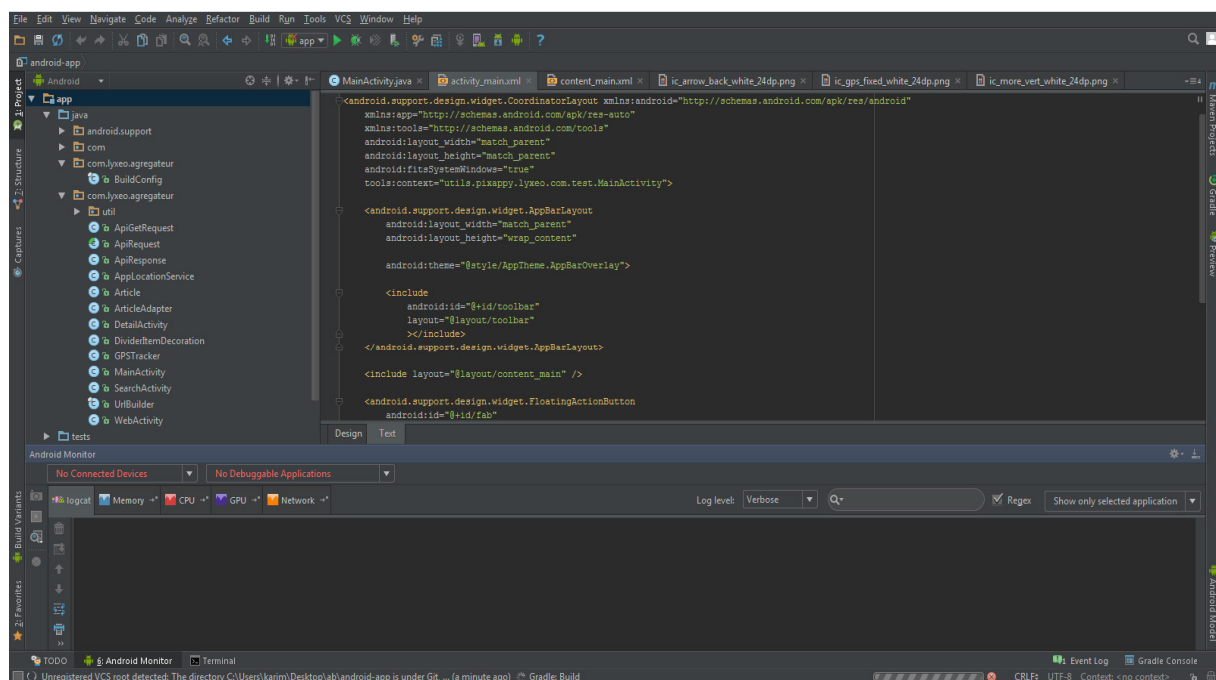 File Edit View Navigate Code Analyze Refactor Build Run Tools VCS Window Help
app
android-app
Android
MainActivity.java
activity_main.xml
content_main.xml
ic_arrow_back_white_24dp.png
ic_gps_fixed_white_24dp.png
ic_more_vert_white_24dp.png
1: Project
7: Structure
Captures
Build Variants
2: Favorites
app
java
android.support
com
com.lyxeo.agregateur
BuildConfig
com.lyxeo.agregateur
util
ApiGetRequest
ApiRequest
ApiResponse
AppLocationService
Article
ArticleAdapter
DetailActivity
DividerItemDecoration
GPSTracker
MainActivity
SearchActivity
UrlBuilder
WebActivity
tests
<android.support.design.widget.CoordinatorLayout xmlns:android="http://schemas.android.com/apk/res/android"
xmlns:app="http://schemas.android.com/apk/res-auto"
xmlns:tools="http://schemas.android.com/tools"
android:layout_width="match_parent"
android:layout_height="match_parent"
android:fitsSystemWindows="true"
tools:context="utils.pixappy.lyxeo.com.test.MainActivity">
<android.support.design.widget.AppBarLayout
android:layout_width="match_parent"
android:layout_height="wrap_content"
android:theme="@style/AppTheme.AppBarOverlay">
<include
android:id="@+id/toolbar"
layout="@layout/toolbar"
></include>
</android.support.design.widget.AppBarLayout>
<include layout="@layout/content_main" />
<android.support.design.widget.FloatingActionButton
android:id="@+id/fab"
Design Text
Maven Projects
Gradle
Preview
Android Model
Android Monitor
No Connected Devices No Debuggable Applications
logcat Memory CPU GPU Network Log level: Verbose Regex Show only selected application
TODO 6: Android Monitor Terminal 1 Event Log Gradle Console
Unregistered VCS root detected: The directory C:\Users\karim\Desktop\ab\android-app is under Git, ... (a minute ago) Gradle: Build CRLF UTF-8 Context: <no context>